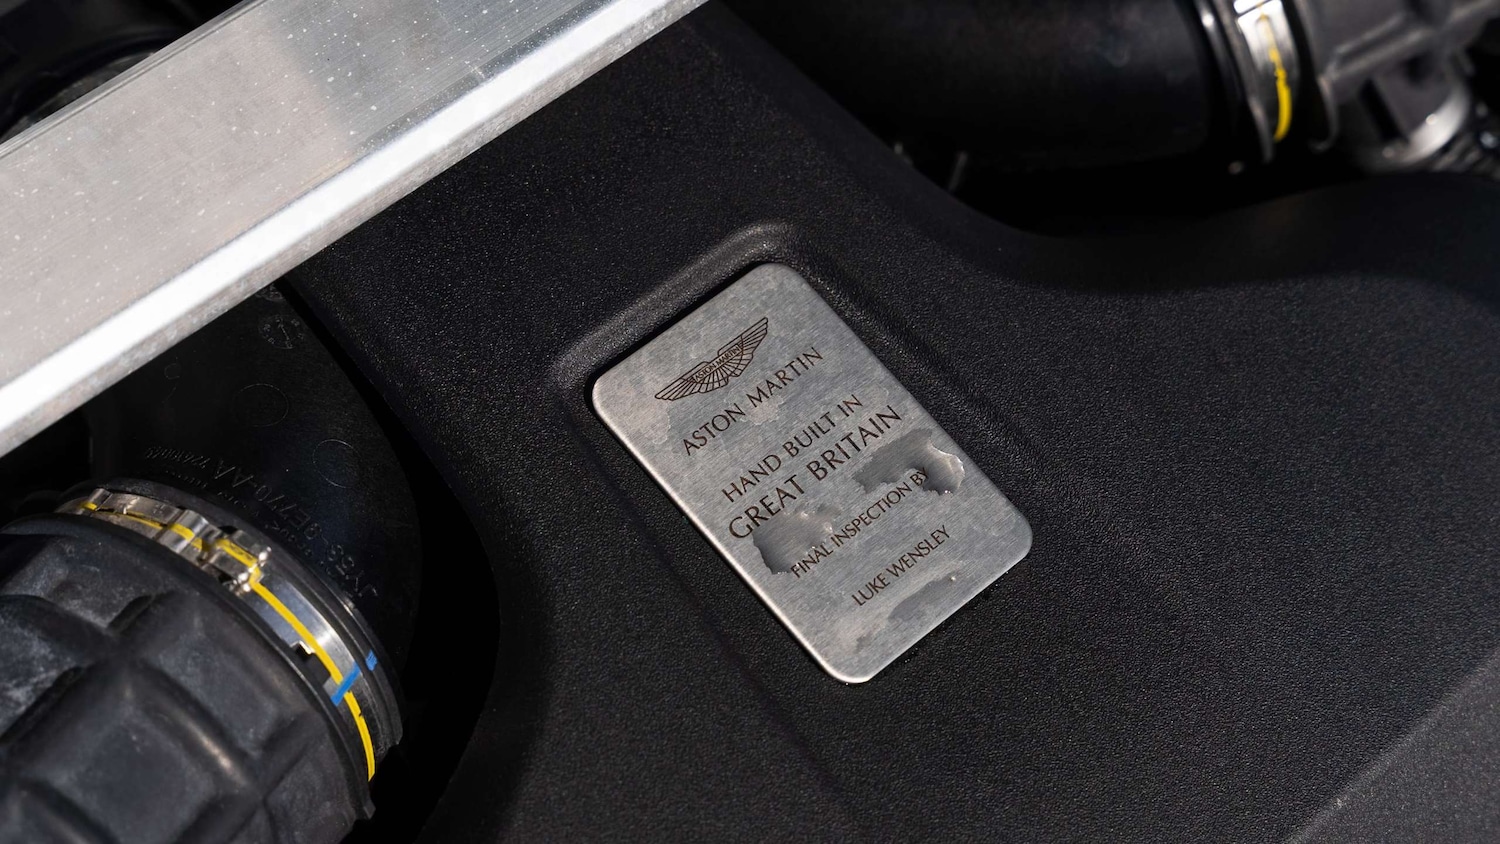 ASTON MARTIN
ASTON MARTIN
HAND BUILT IN
GREAT BRITAIN
FINAL INSPECTION BY
LUKE WENSLEY